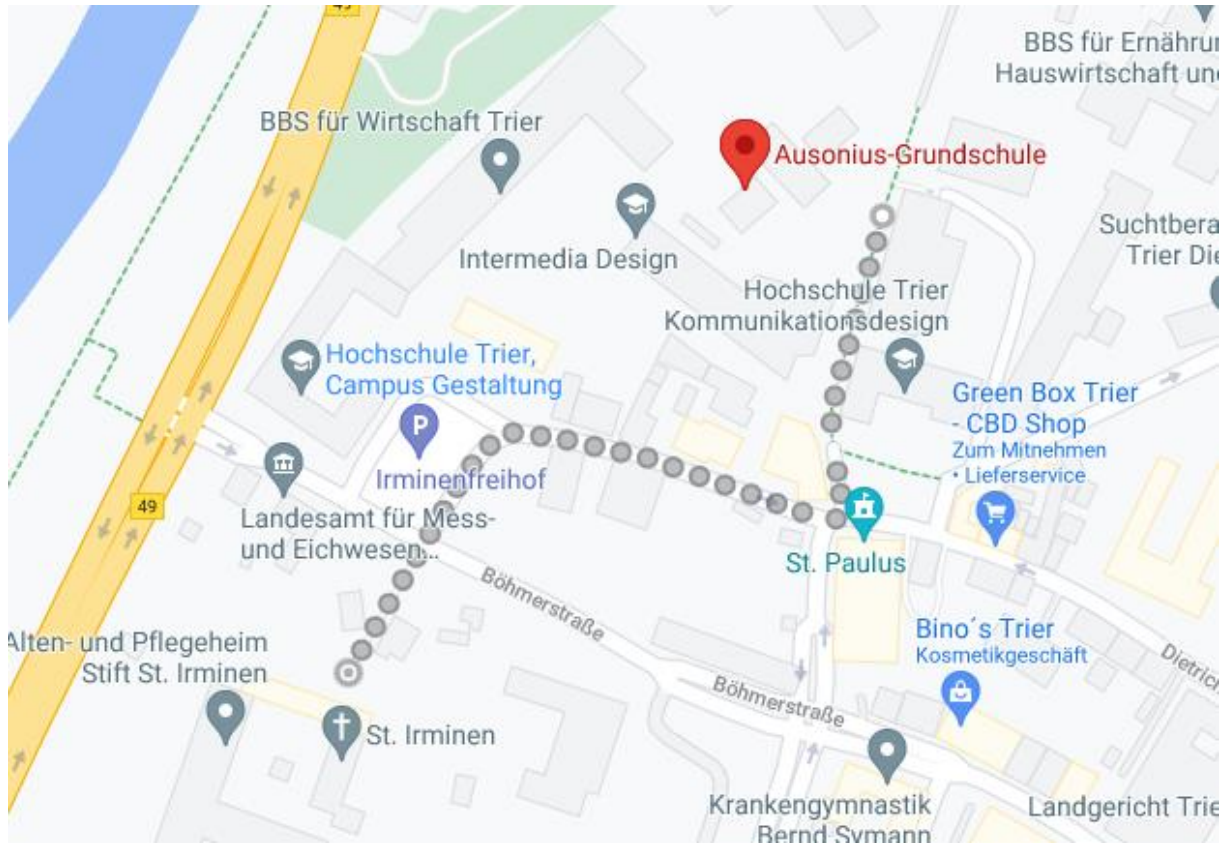 49
BBS für Ernährun
Hauswirtschaft und
BBS für Wirtschaft Trier
Ausonius-Grundschule
Intermedia Design
Suchtbera
Trier Die
Hochschule Trier
Kommunikationsdesign
Hochschule Trier,
Campus Gestaltung
P
Irminenfreihof
Green Box Trier
- CBD Shop
Zum Mitnehmen
• Lieferservice
49
Landesamt für Mess-
und Eichwesen...
St. Paulus
Böhmerstraße
Alten- und Pflegeheim
Stift St. Irminen
Bino´s Trier
Kosmetikgeschäft
Dietrich
Böhmerstraße
St. Irminen
Krankengymnastik
Bernd Symann
Landgericht Trie